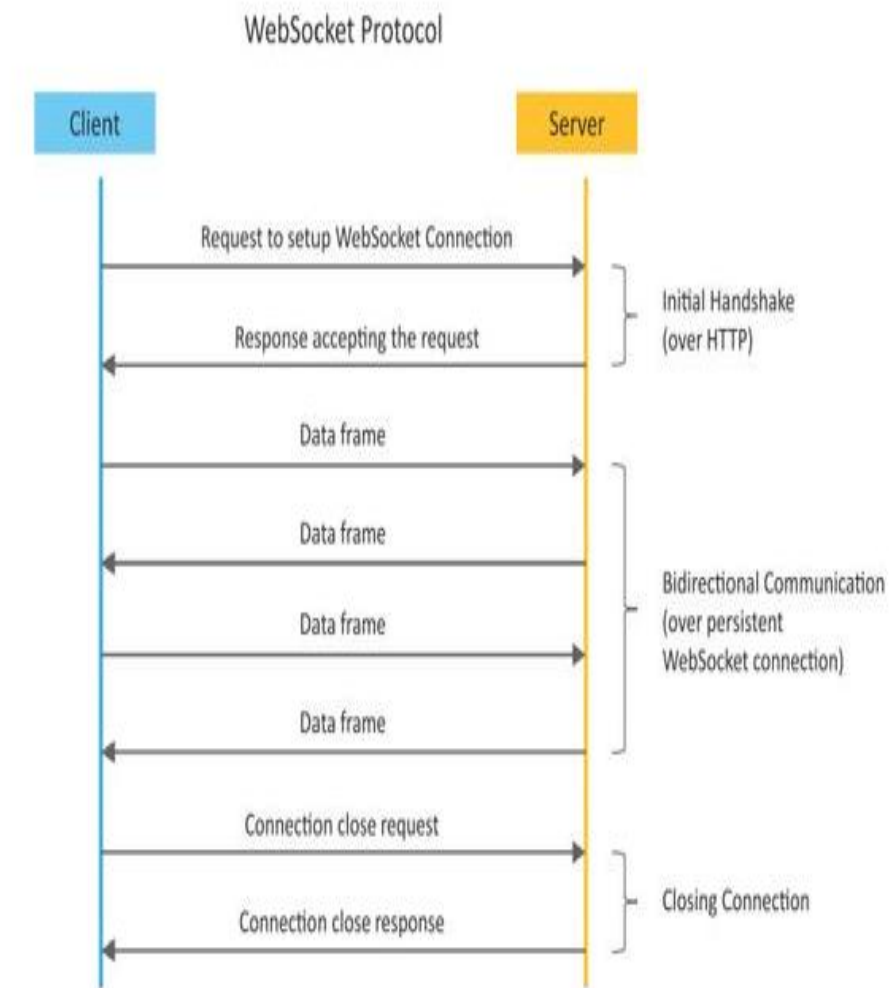 WebSocket Protocol
Client
Server
Request to setup WebSocket Connection
Initial Handshake
(over HTTP)
Response accepting the request
Data frame
Data frame
Bidirectional Communication
(over persistent
WebSocket connection)
Data frame
Data frame
Connection close request
Closing Connection
Connection close response